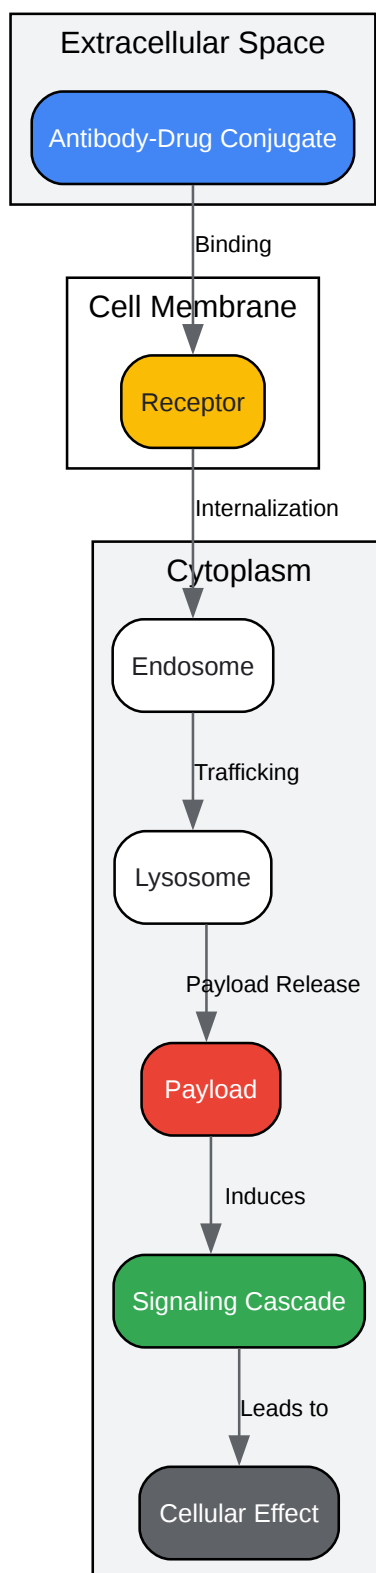 Extracellular Space
Antibody-Drug Conjugate
Binding
Cell Membrane
Receptor
Internalization
Cytoplasm
Endosome
Trafficking
Lysosome
Payload Release
Payload
Induces
Signaling Cascade
Leads to
Cellular Effect